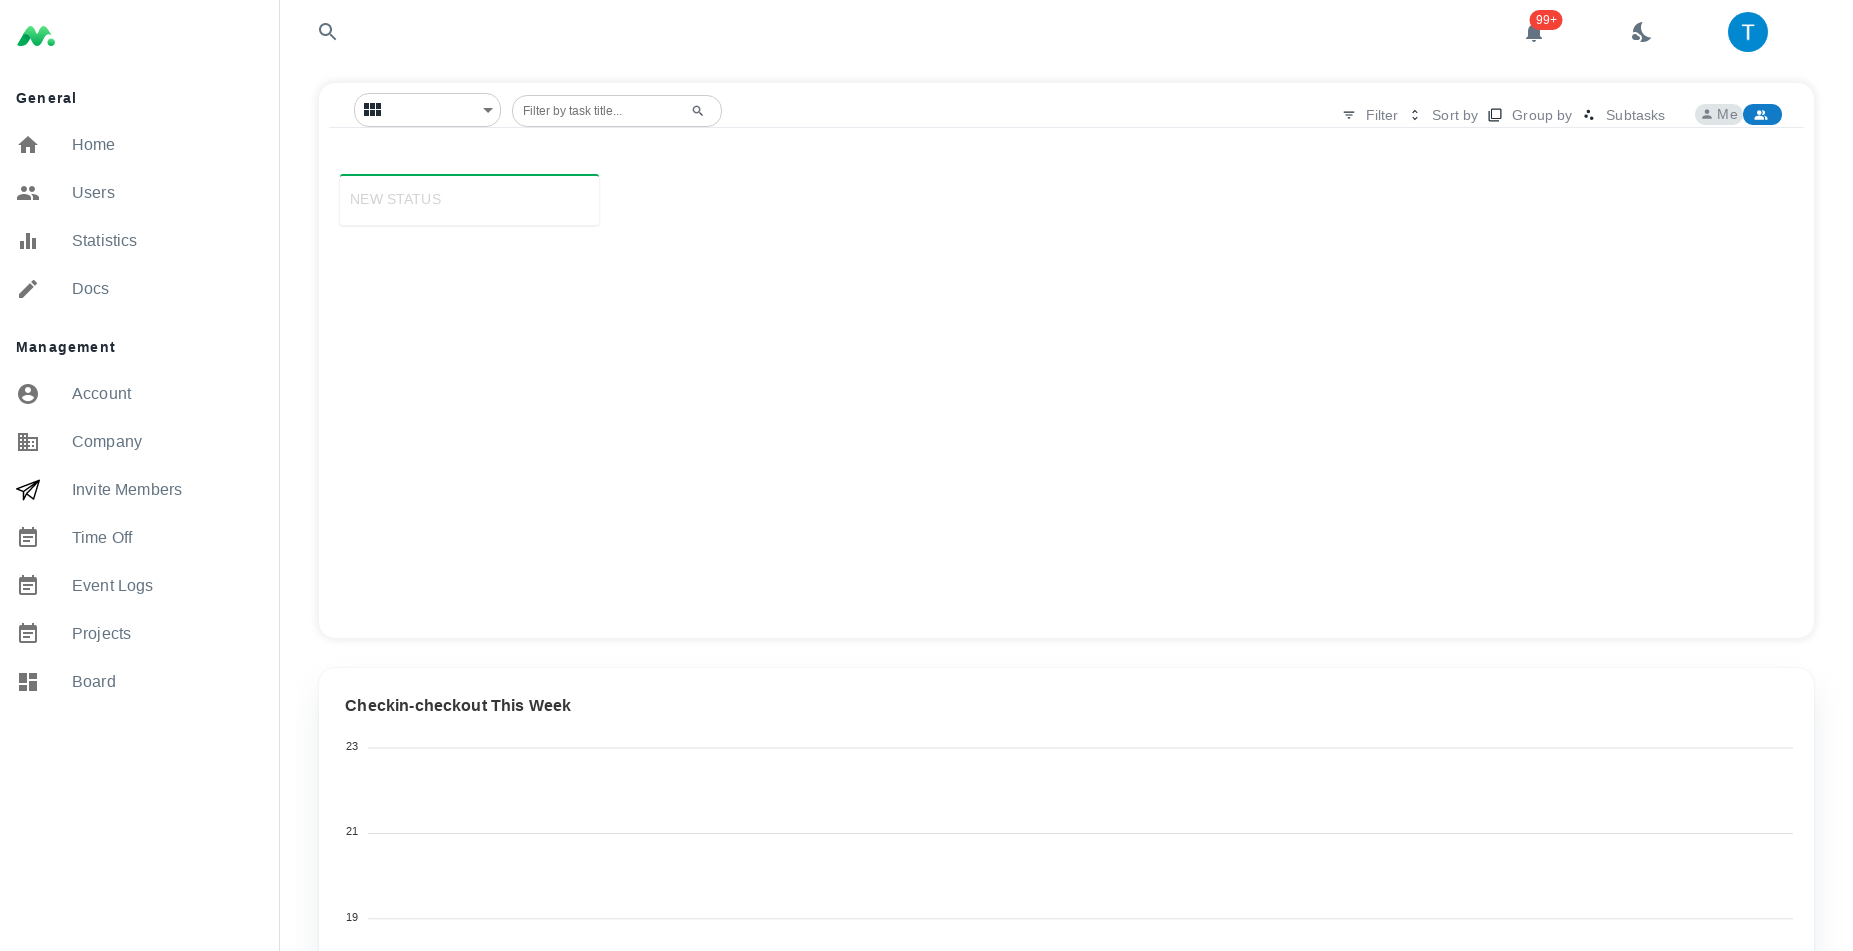 99+
T
General
Home
Users
Statistics
Docs
Management
Account
Company
Invite Members
Time Off
Event Logs
Projects
Board
Filter by task title...
Filter
Sort by
Group by
Subtasks
Me
NEW STATUS
Checkin-checkout This Week
23
21
19